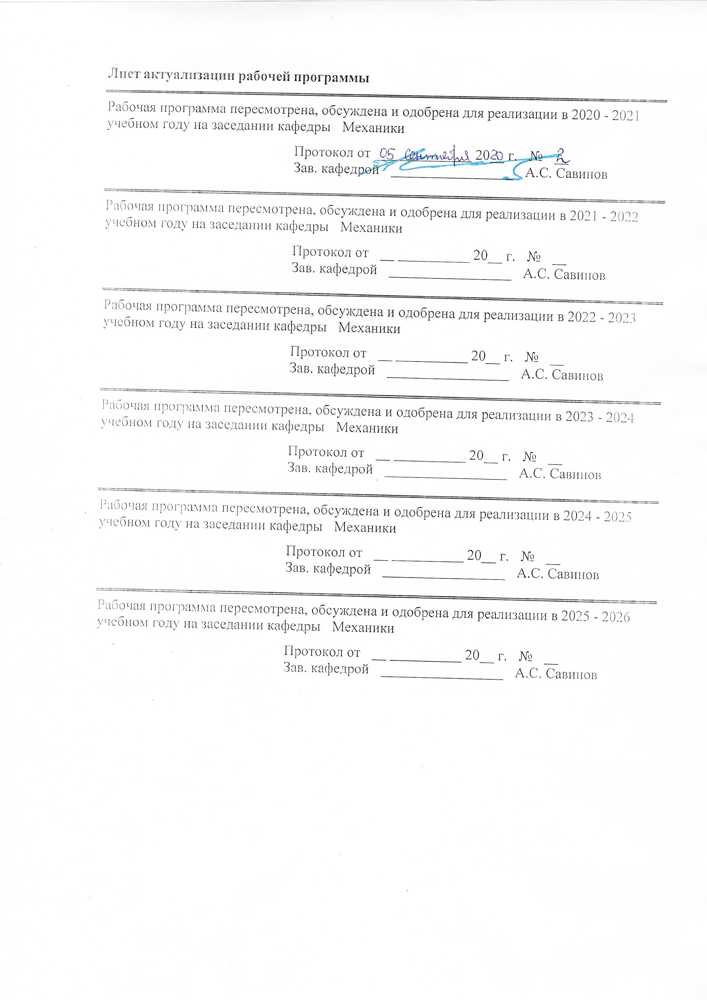 Лист актуализации рабочей программы
Рабочая программа пересмотрена, обсуждена и одобрена для реализации в 2020 - 2021
учебном году на заседании кафедры Механики
Протокол от 05 сентября 2020 г. № 2
Зав. кафедрой ____________ А.С. Савинов
Рабочая программа пересмотрена, обсуждена и одобрена для реализации в 2021 - 2022
учебном году на заседании кафедры Механики
Протокол от __ __________ 20__ г. № __
Зав. кафедрой ____________ А.С. Савинов
Рабочая программа пересмотрена, обсуждена и одобрена для реализации в 2022 - 2023
учебном году на заседании кафедры Механики
Протокол от __ __________ 20__ г. № __
Зав. кафедрой ____________ А.С. Савинов
Рабочая программа пересмотрена, обсуждена и одобрена для реализации в 2023 - 2024
учебном году на заседании кафедры Механики
Протокол от __ __________ 20__ г. № __
Зав. кафедрой ____________ А.С. Савинов
Рабочая программа пересмотрена, обсуждена и одобрена для реализации в 2024 - 2025
учебном году на заседании кафедры Механики
Протокол от __ __________ 20__ г. № __
Зав. кафедрой ____________ А.С. Савинов
Рабочая программа пересмотрена, обсуждена и одобрена для реализации в 2025 - 2026
учебном году на заседании кафедры Механики
Протокол от __ __________ 20__ г. № __
Зав. кафедрой ____________ А.С. Савинов